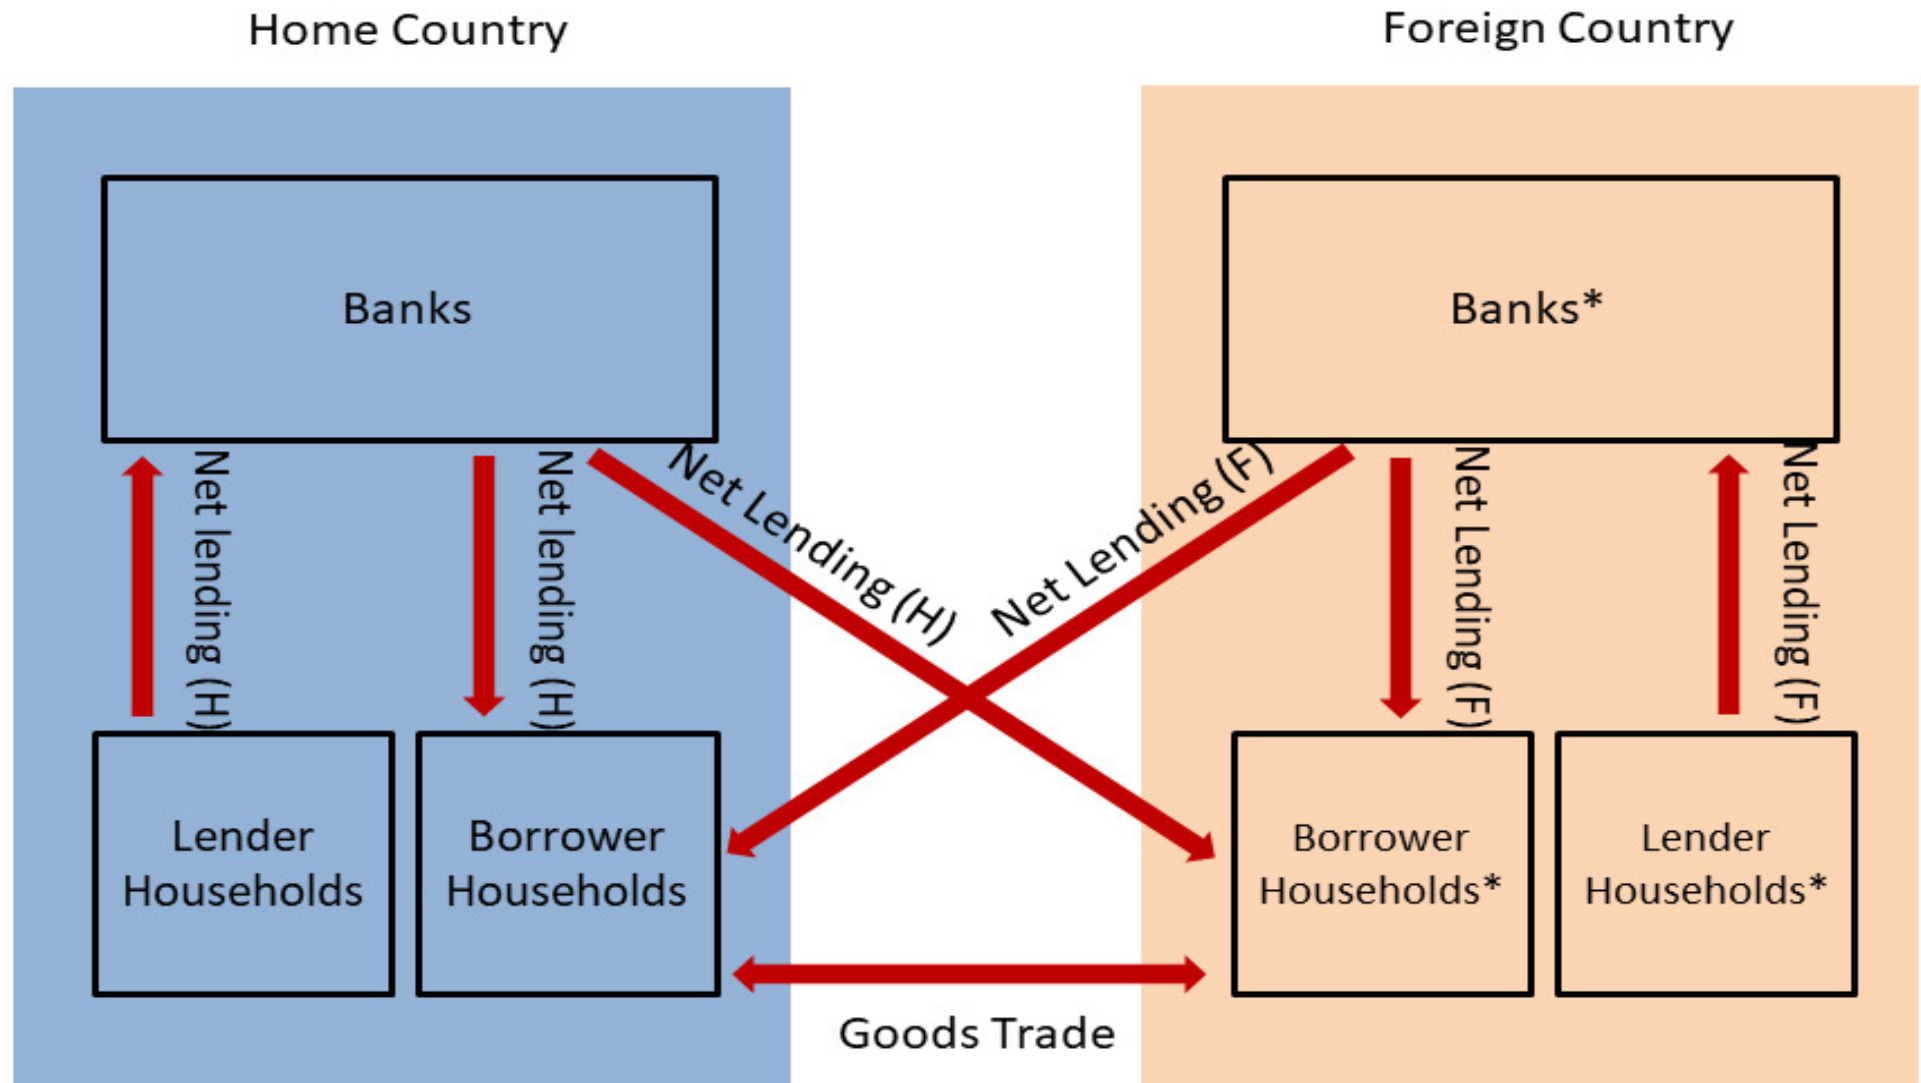 Home Country
Foreign Country
Banks
Banks*
Net lending (H)
Net lending (H)
Net Lending (H)
Net Lending (F)
Net Lending (F)
Net Lending (F)
Lender
Households
Borrower
Households
Borrower
Households*
Lender
Households*
Goods Trade